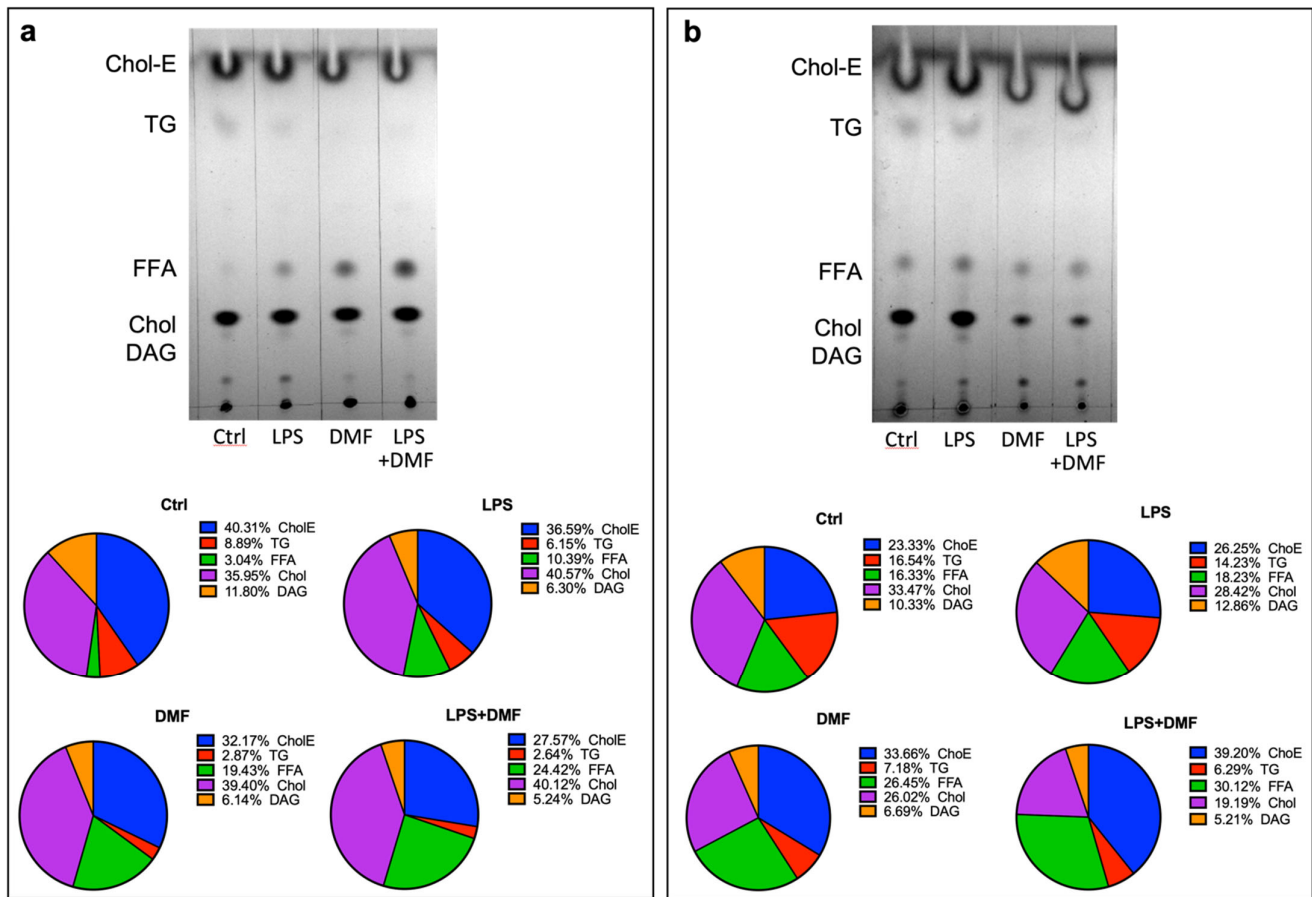 a
Chol-E
TG
FFA
Chol
DAG
Ctrl LPS DMF LPS
+DMF
Ctrl
40.31% CholE
8.89% TG
3.04% FFA
35.95% Chol
11.80% DAG
LPS
36.59% CholE
6.15% TG
10.39% FFA
40.57% Chol
6.30% DAG
DMF
32.17% CholE
2.87% TG
19.43% FFA
39.40% Chol
6.14% DAG
LPS+DMF
27.57% CholE
2.64% TG
24.42% FFA
40.12% Chol
5.24% DAG
b
Chol-E
TG
FFA
Chol
DAG
Ctrl LPS DMF LPS
+DMF
Ctrl
23.33% ChoE
16.54% TG
16.33% FFA
33.47% Chol
10.33% DAG
LPS
26.25% ChoE
14.23% TG
18.23% FFA
28.42% Chol
12.86% DAG
DMF
33.66% ChoE
7.18% TG
26.45% FFA
26.02% Chol
6.69% DAG
LPS+DMF
39.20% ChoE
6.29% TG
30.12% FFA
19.19% Chol
5.21% DAG